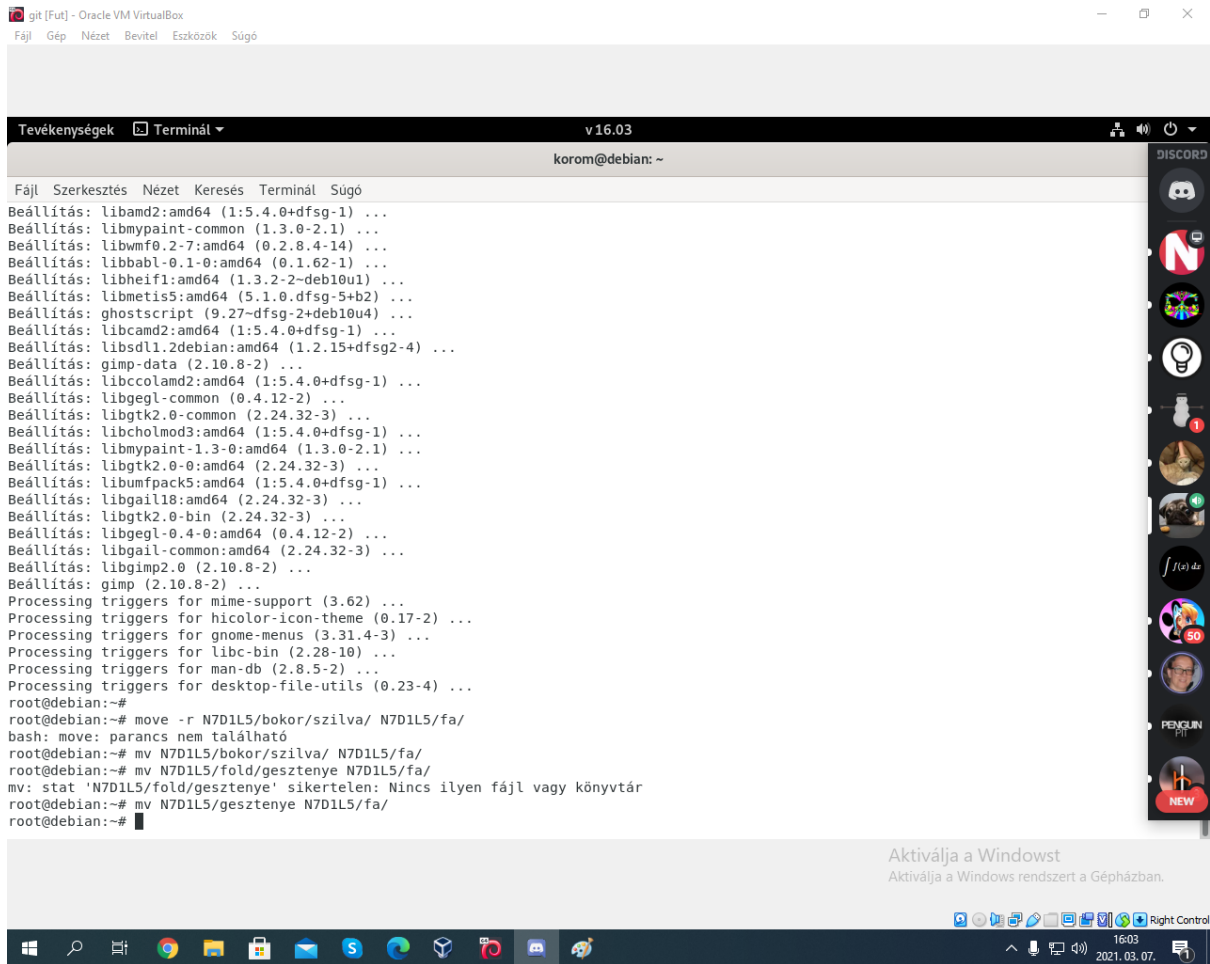 git [Fut] - Oracle VM VirtualBox
Fájl Gép Nézet Bevitel Eszközök Súgó
Tevékenységek Terminál v 16.03
korom@debian: ~
DISCORD
Fájl Szerkesztés Nézet Keresés Terminál Súgó
Beállítás: libamd2:amd64 (1:5.4.0+dfsg-1) ...
Beállítás: libmypaint-common (1.3.0-2.1) ...
Beállítás: libwmf0.2-7:amd64 (0.2.8.4-14) ...
Beállítás: libbabl-0.1-0:amd64 (0.1.62-1) ...
Beállítás: libheif1:amd64 (1.3.2-2~deb10u1) ...
Beállítás: libmetis5:amd64 (5.1.0.dfsg-5+b2) ...
Beállítás: ghostscript (9.27~dfsg-2+deb10u4) ...
Beállítás: libcamd2:amd64 (1:5.4.0+dfsg-1) ...
Beállítás: libsdl1.2debian:amd64 (1.2.15+dfsg2-4) ...
Beállítás: gimp-data (2.10.8-2) ...
Beállítás: libccolamd2:amd64 (1:5.4.0+dfsg-1) ...
Beállítás: libgegl-common (0.4.12-2) ...
Beállítás: libgtk2.0-common (2.24.32-3) ...
Beállítás: libcholmod3:amd64 (1:5.4.0+dfsg-1) ...
Beállítás: libmypaint-1.3-0:amd64 (1.3.0-2.1) ...
Beállítás: libgtk2.0-0:amd64 (2.24.32-3) ...
Beállítás: libumfpack5:amd64 (1:5.4.0+dfsg-1) ...
Beállítás: libgail18:amd64 (2.24.32-3) ...
Beállítás: libgtk2.0-bin (2.24.32-3) ...
Beállítás: libgegl-0.4-0:amd64 (0.4.12-2) ...
Beállítás: libgail-common:amd64 (2.24.32-3) ...
Beállítás: libgimp2.0 (2.10.8-2) ...
Beállítás: gimp (2.10.8-2) ...
Processing triggers for mime-support (3.62) ...
Processing triggers for hicolor-icon-theme (0.17-2) ...
Processing triggers for gnome-menus (3.31.4-3) ...
Processing triggers for libc-bin (2.28-10) ...
Processing triggers for man-db (2.8.5-2) ...
Processing triggers for desktop-file-utils (0.23-4) ...
root@debian:~#
root@debian:~# move -r N7D1L5/bokor/szilva/ N7D1L5/fa/
bash: move: parancs nem található
root@debian:~# mv N7D1L5/bokor/szilva/ N7D1L5/fa/
root@debian:~# mv N7D1L5/fold/gesztenye N7D1L5/fa/
mv: stat 'N7D1L5/fold/gesztenye' sikertelen: Nincs ilyen fájl vagy könyvtár
root@debian:~# mv N7D1L5/gesztenye N7D1L5/fa/
root@debian:~#
N
1
∫ f(x) dx
50
PENGUIN
PIT
NEW
Aktiválja a Windowst
Aktiválja a Windows rendszert a Gépházban.
Right Control
16:03
2021. 03. 07.
1